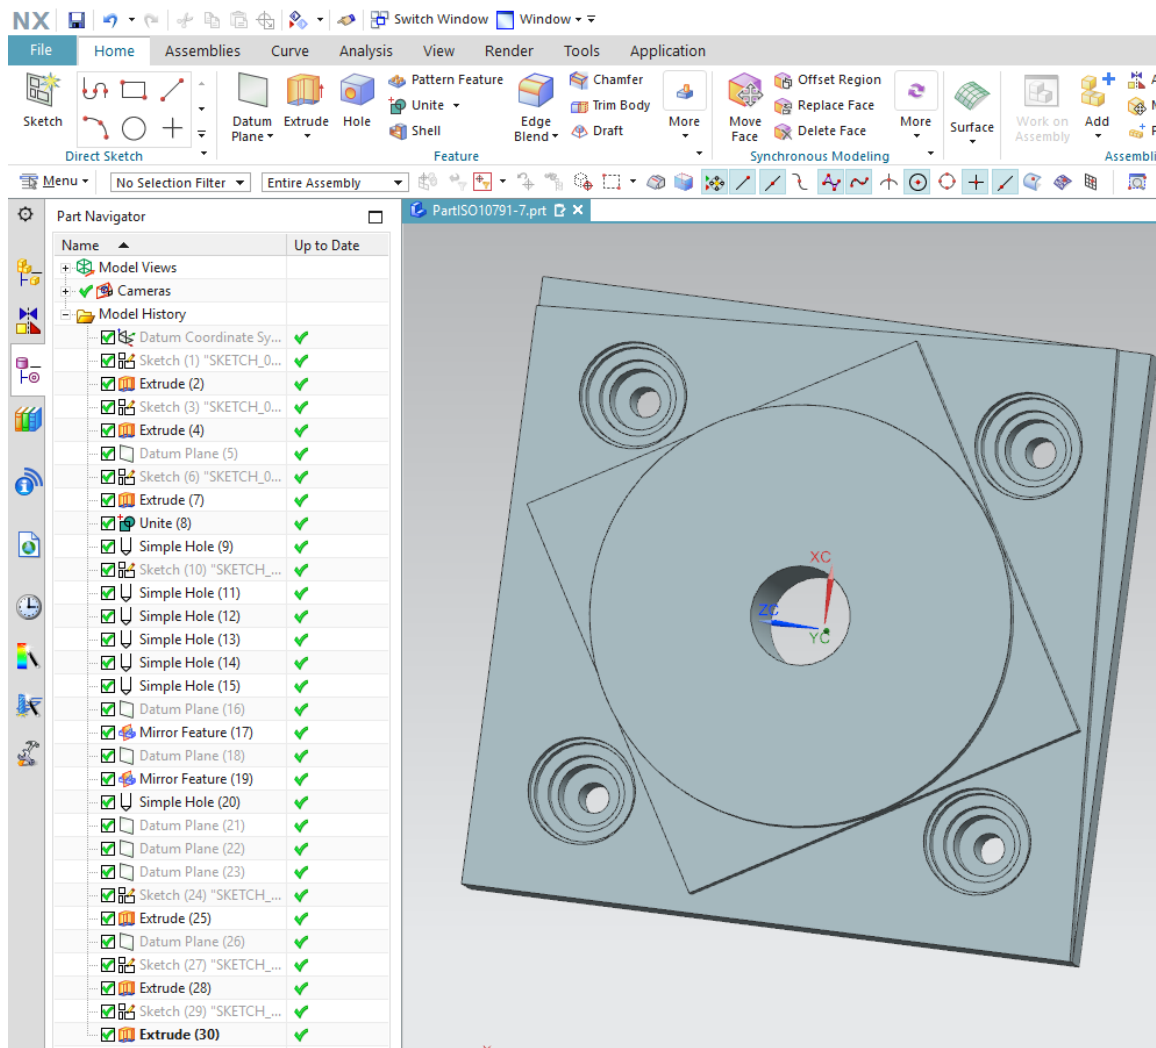 NX Switch Window Window
File Home Assemblies Curve Analysis View Render Tools Application
Sketch
Direct Sketch
Datum Plane
Extrude
Hole
Pattern Feature
Unite
Shell
Edge Blend
Chamfer
Trim Body
Draft
More
Feature
Move Face
Offset Region
Replace Face
Delete Face
More
Synchronous Modeling
Surface
Work on Assembly
Add
Assembli
Menu No Selection Filter Entire Assembly
Part Navigator
PartISO10791-7.prt
Name Up to Date
Model Views
Cameras
Model History
Datum Coordinate Sy...
Sketch (1) "SKETCH_0...
Extrude (2)
Sketch (3) "SKETCH_0...
Extrude (4)
Datum Plane (5)
Sketch (6) "SKETCH_0...
Extrude (7)
Unite (8)
Simple Hole (9)
Sketch (10) "SKETCH_...
Simple Hole (11)
Simple Hole (12)
Simple Hole (13)
Simple Hole (14)
Simple Hole (15)
Datum Plane (16)
Mirror Feature (17)
Datum Plane (18)
Mirror Feature (19)
Simple Hole (20)
Datum Plane (21)
Datum Plane (22)
Datum Plane (23)
Sketch (24) "SKETCH_...
Extrude (25)
Datum Plane (26)
Sketch (27) "SKETCH_...
Extrude (28)
Sketch (29) "SKETCH_...
Extrude (30)
XC
ZC
YC